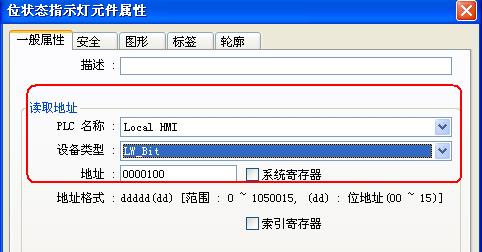 位状态指示灯元件属性
一般属性 安全 图形 标签 轮廓
描述 :
读取地址
PLC 名称 : Local HMI
设备类型 : LW_Bit
地址 : 0000100 系统寄存器
地址格式 : ddddd(dd) [范围 : 0 ~ 1050015, (dd) : 位地址(00 ~ 15)]
索引寄存器